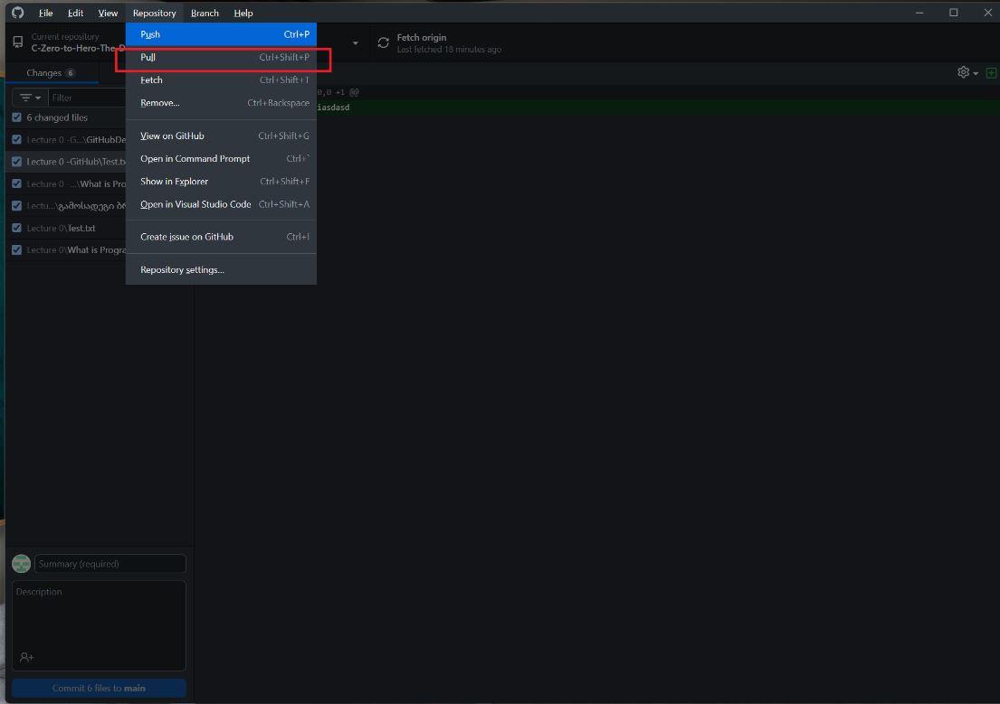 File Edit View Repository Branch Help
Current repository
C-Zero-to-Hero-The-D
Fetch origin
Last fetched 18 minutes ago
Push Ctrl+P
Pull Ctrl+Shift+P
Fetch Ctrl+Shift+T
Remove... Ctrl+Backspace
View on GitHub Ctrl+Shift+G
Open in Command Prompt Ctrl+`
Show in Explorer Ctrl+Shift+F
Open in Visual Studio Code Ctrl+Shift+A
Create issue on GitHub Ctrl+I
Repository settings...
Changes 6
Filter
6 changed files
Lecture 0 -G...\GitHubDe
Lecture 0 -GitHub\Test.tx
Lecture 0 -...\What is Pro
Lectu...\გამოსადეგი ბრ
Lecture 0\Test.txt
Lecture 0\What is Progra
0,0 +1 @@
iasdasd
Summary (required)
Description
Commit 6 files to main